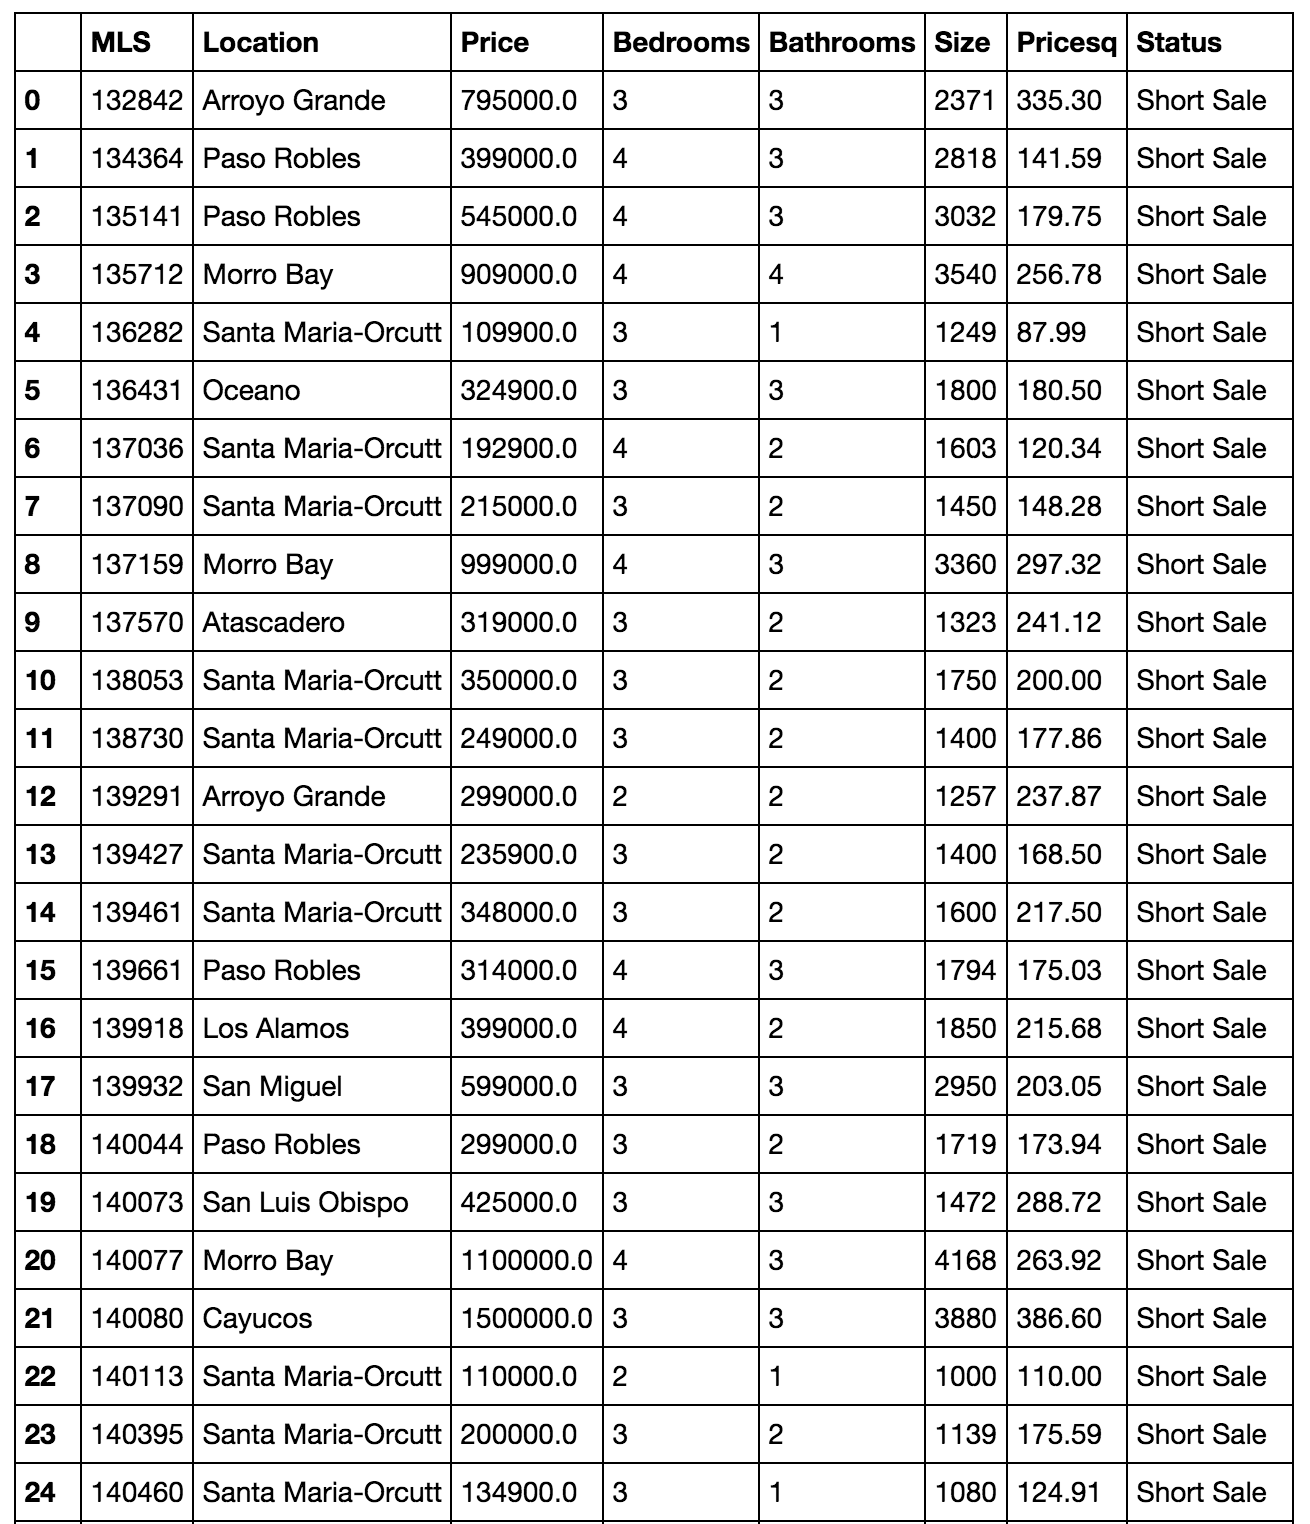 MLS Location Price Bedrooms Bathrooms Size Pricesq Status
0 132842 Arroyo Grande 795000.0 3 3 2371 335.30 Short Sale
1 134364 Paso Robles 399000.0 4 3 2818 141.59 Short Sale
2 135141 Paso Robles 545000.0 4 3 3032 179.75 Short Sale
3 135712 Morro Bay 909000.0 4 4 3540 256.78 Short Sale
4 136282 Santa Maria-Orcutt 109900.0 3 1 1249 87.99 Short Sale
5 136431 Oceano 324900.0 3 3 1800 180.50 Short Sale
6 137036 Santa Maria-Orcutt 192900.0 4 2 1603 120.34 Short Sale
7 137090 Santa Maria-Orcutt 215000.0 3 2 1450 148.28 Short Sale
8 137159 Morro Bay 999000.0 4 3 3360 297.32 Short Sale
9 137570 Atascadero 319000.0 3 2 1323 241.12 Short Sale
10 138053 Santa Maria-Orcutt 350000.0 3 2 1750 200.00 Short Sale
11 138730 Santa Maria-Orcutt 249000.0 3 2 1400 177.86 Short Sale
12 139291 Arroyo Grande 299000.0 2 2 1257 237.87 Short Sale
13 139427 Santa Maria-Orcutt 235900.0 3 2 1400 168.50 Short Sale
14 139461 Santa Maria-Orcutt 348000.0 3 2 1600 217.50 Short Sale
15 139661 Paso Robles 314000.0 4 3 1794 175.03 Short Sale
16 139918 Los Alamos 399000.0 4 2 1850 215.68 Short Sale
17 139932 San Miguel 599000.0 3 3 2950 203.05 Short Sale
18 140044 Paso Robles 299000.0 3 2 1719 173.94 Short Sale
19 140073 San Luis Obispo 425000.0 3 3 1472 288.72 Short Sale
20 140077 Morro Bay 1100000.0 4 3 4168 263.92 Short Sale
21 140080 Cayucos 1500000.0 3 3 3880 386.60 Short Sale
22 140113 Santa Maria-Orcutt 110000.0 2 1 1000 110.00 Short Sale
23 140395 Santa Maria-Orcutt 200000.0 3 2 1139 175.59 Short Sale
24 140460 Santa Maria-Orcutt 134900.0 3 1 1080 124.91 Short Sale